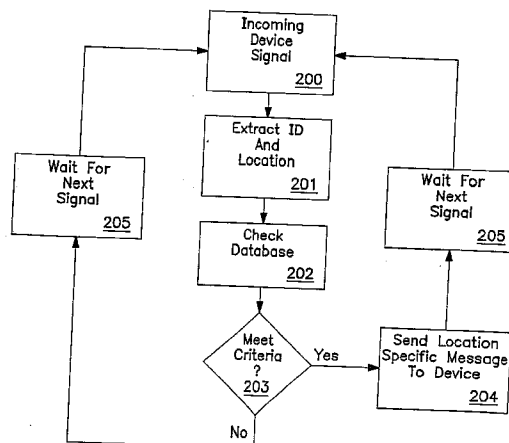 Incoming
Device
Signal
200
Extract ID
And
Location
201
Wait For
Next
Signal
205
Wait For
Next
Signal
205
Check
Database
202
Meet
Criteria
?
203
Yes
No
Send Location
Specific Message
To Device
204